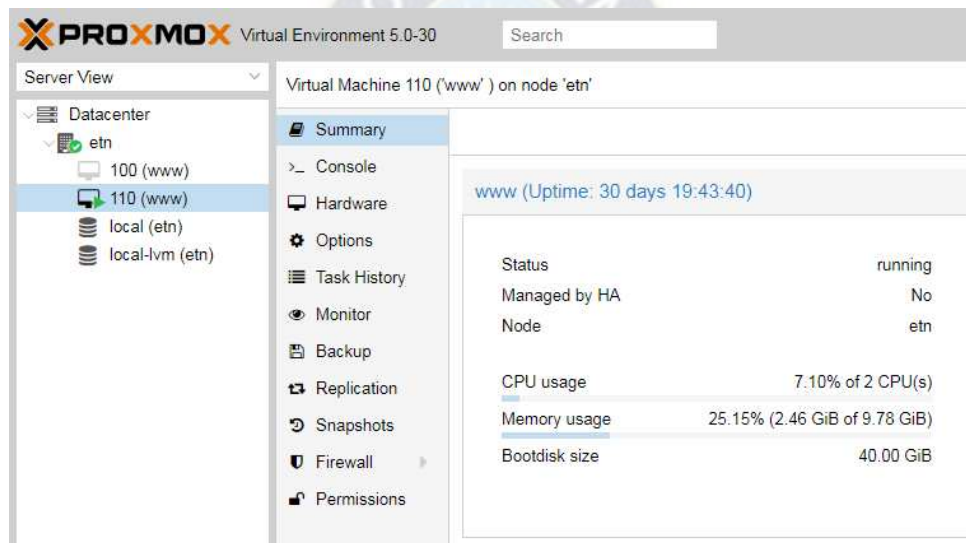 PROXMOX Virtual Environment 5.0-30 Search
Server View
Virtual Machine 110 ('www' ) on node 'etn'
Datacenter
etn
100 (www)
110 (www)
local (etn)
local-lvm (etn)
Summary
>_ Console
Hardware
Options
Task History
Monitor
Backup
Replication
Snapshots
Firewall
Permissions
www (Uptime: 30 days 19:43:40)
Status running
Managed by HA No
Node etn
CPU usage 7.10% of 2 CPU(s)
Memory usage 25.15% (2.46 GiB of 9.78 GiB)
Bootdisk size 40.00 GiB